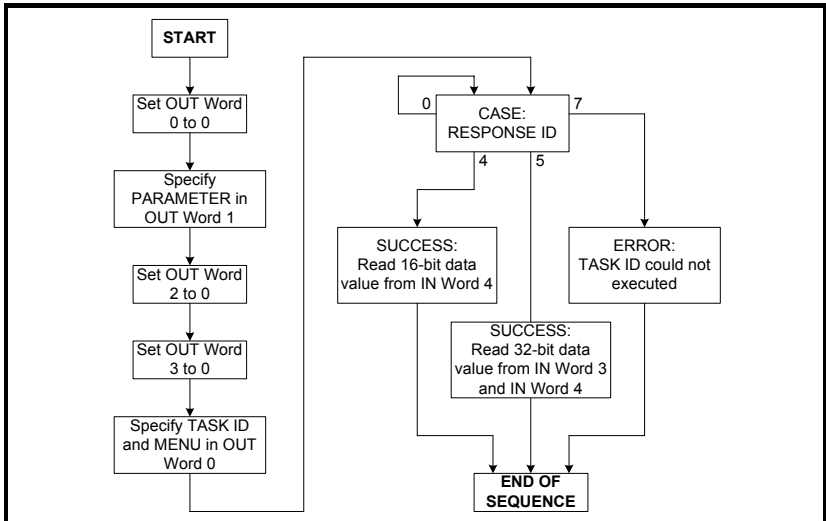 START
Set OUT Word
0 to 0
Specify
PARAMETER in
OUT Word 1
Set OUT Word
2 to 0
Set OUT Word
3 to 0
Specify TASK ID
and MENU in OUT
Word 0
0
7
CASE:
RESPONSE ID
4
5
SUCCESS:
Read 16-bit data
value from IN Word 4
ERROR:
TASK ID could not
executed
SUCCESS:
Read 32-bit data
value from IN Word 3
and IN Word 4
END OF
SEQUENCE